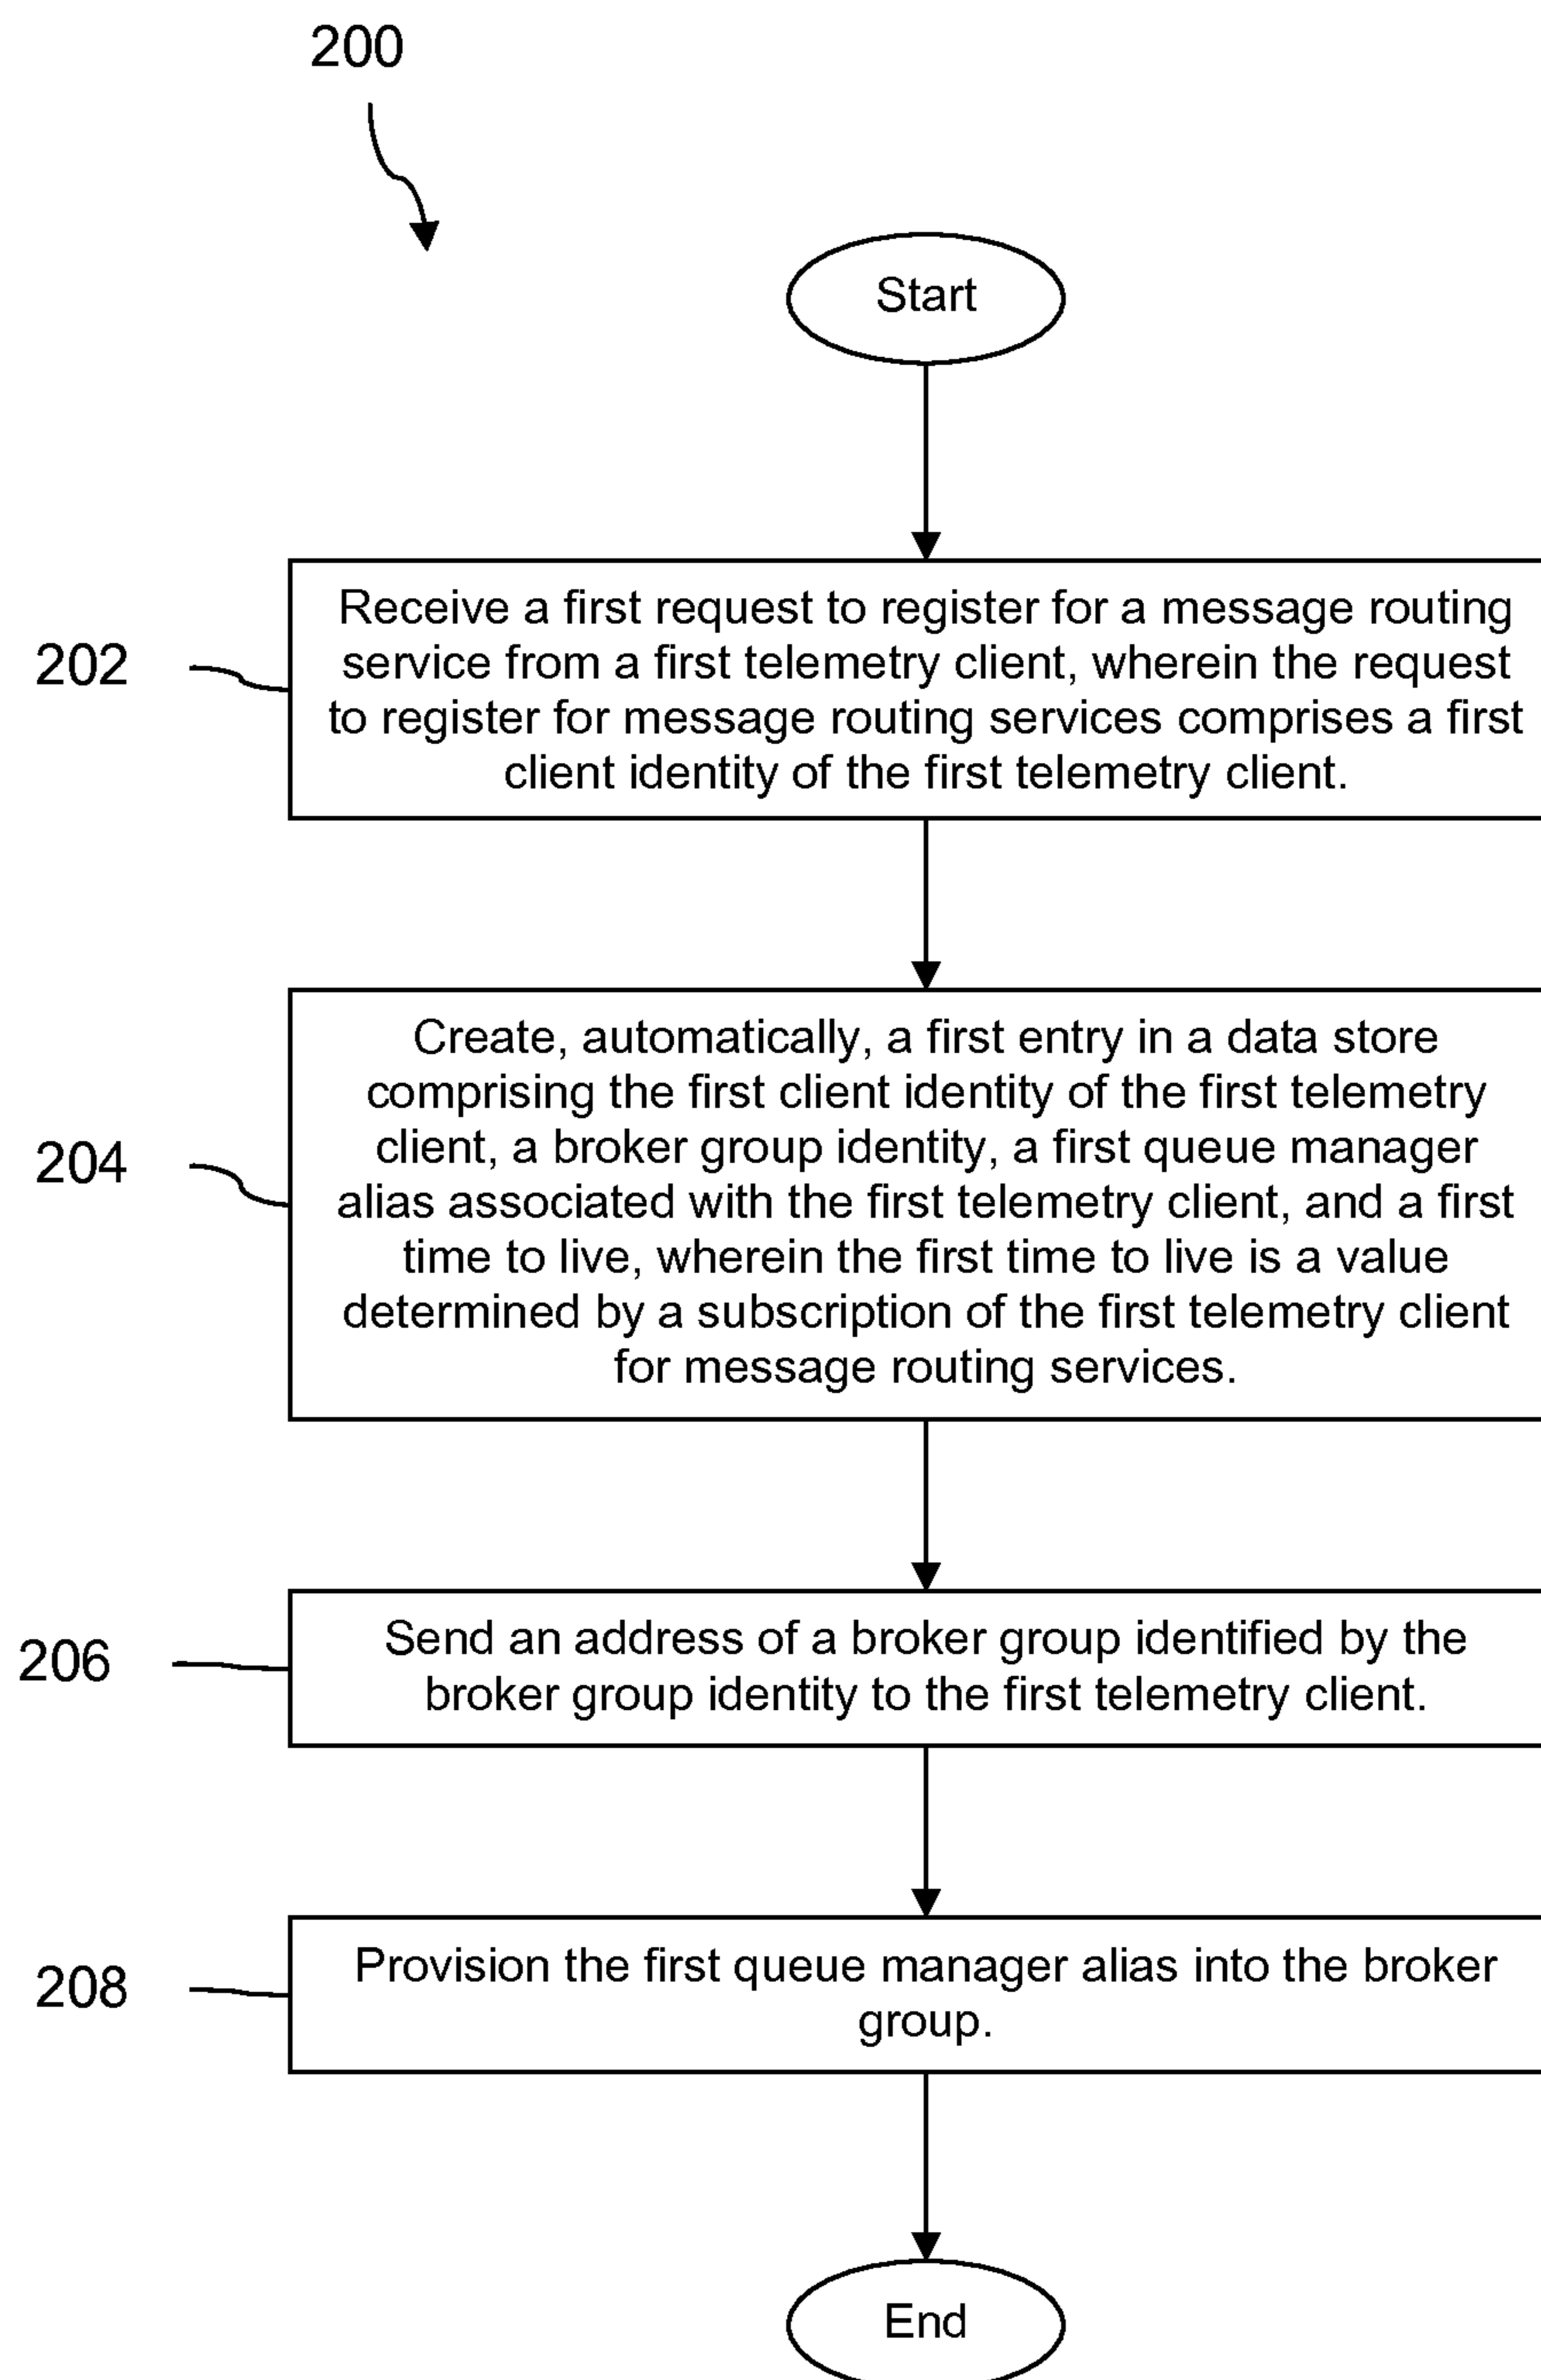 200
Start
202
Receive a first request to register for a message routing
service from a first telemetry client, wherein the request
to register for message routing services comprises a first
client identity of the first telemetry client.
204
Create, automatically, a first entry in a data store
comprising the first client identity of the first telemetry
client, a broker group identity, a first queue manager
alias associated with the first telemetry client, and a first
time to live, wherein the first time to live is a value
determined by a subscription of the first telemetry client
for message routing services.
206
Send an address of a broker group identified by the
broker group identity to the first telemetry client.
208
Provision the first queue manager alias into the broker
group.
End